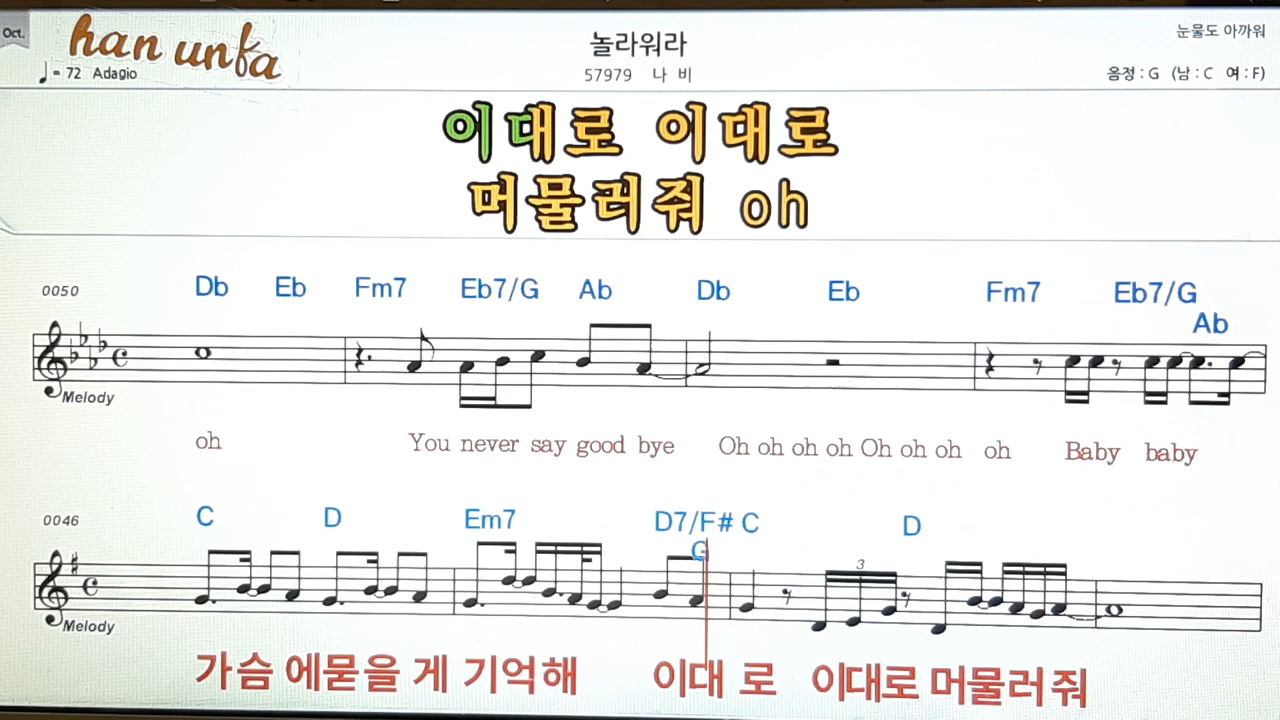 Oct.
han unfa
놀라워라
눈물도 아까워
♩= 72 Adagio
57979 나 비
음정 : G (남 : C 여 : F)
이대로 이대로
머물러줘 oh
0050 Db Eb Fm7 Eb7/G Ab Db Eb Fm7 Eb7/G
Ab
Melody
oh You never say good bye Oh oh oh oh Oh oh oh oh Baby baby
0046 C D Em7 D7/F# C D
G
3
Melody
가슴 에묻을 게 기억해 이대 로 이대로 머물러줘